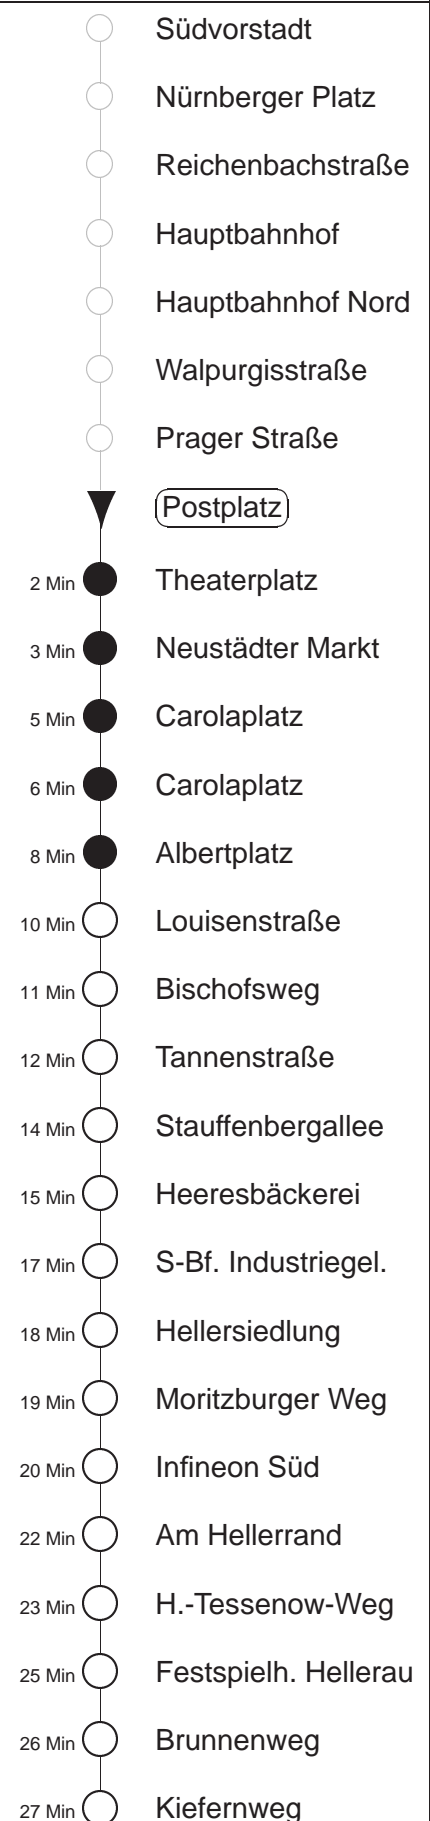 Südvorstadt
Nürnberger Platz
Reichenbachstraße
Hauptbahnhof
Hauptbahnhof Nord
Walpurgisstraße
Prager Straße
Postplatz
2 Min Theaterplatz
3 Min Neustädter Markt
5 Min Carolaplatz
6 Min Carolaplatz
8 Min Albertplatz
10 Min Louisenstraße
11 Min Bischofsweg
12 Min Tannenstraße
14 Min Stauffenbergallee
15 Min Heeresbäckerei
17 Min S-Bf. Industriegel.
18 Min Hellersiedlung
19 Min Moritzburger Weg
20 Min Infineon Süd
22 Min Am Hellerrand
23 Min H.-Tessenow-Weg
25 Min Festspielh. Hellerau
26 Min Brunnenweg
27 Min Kiefernweg